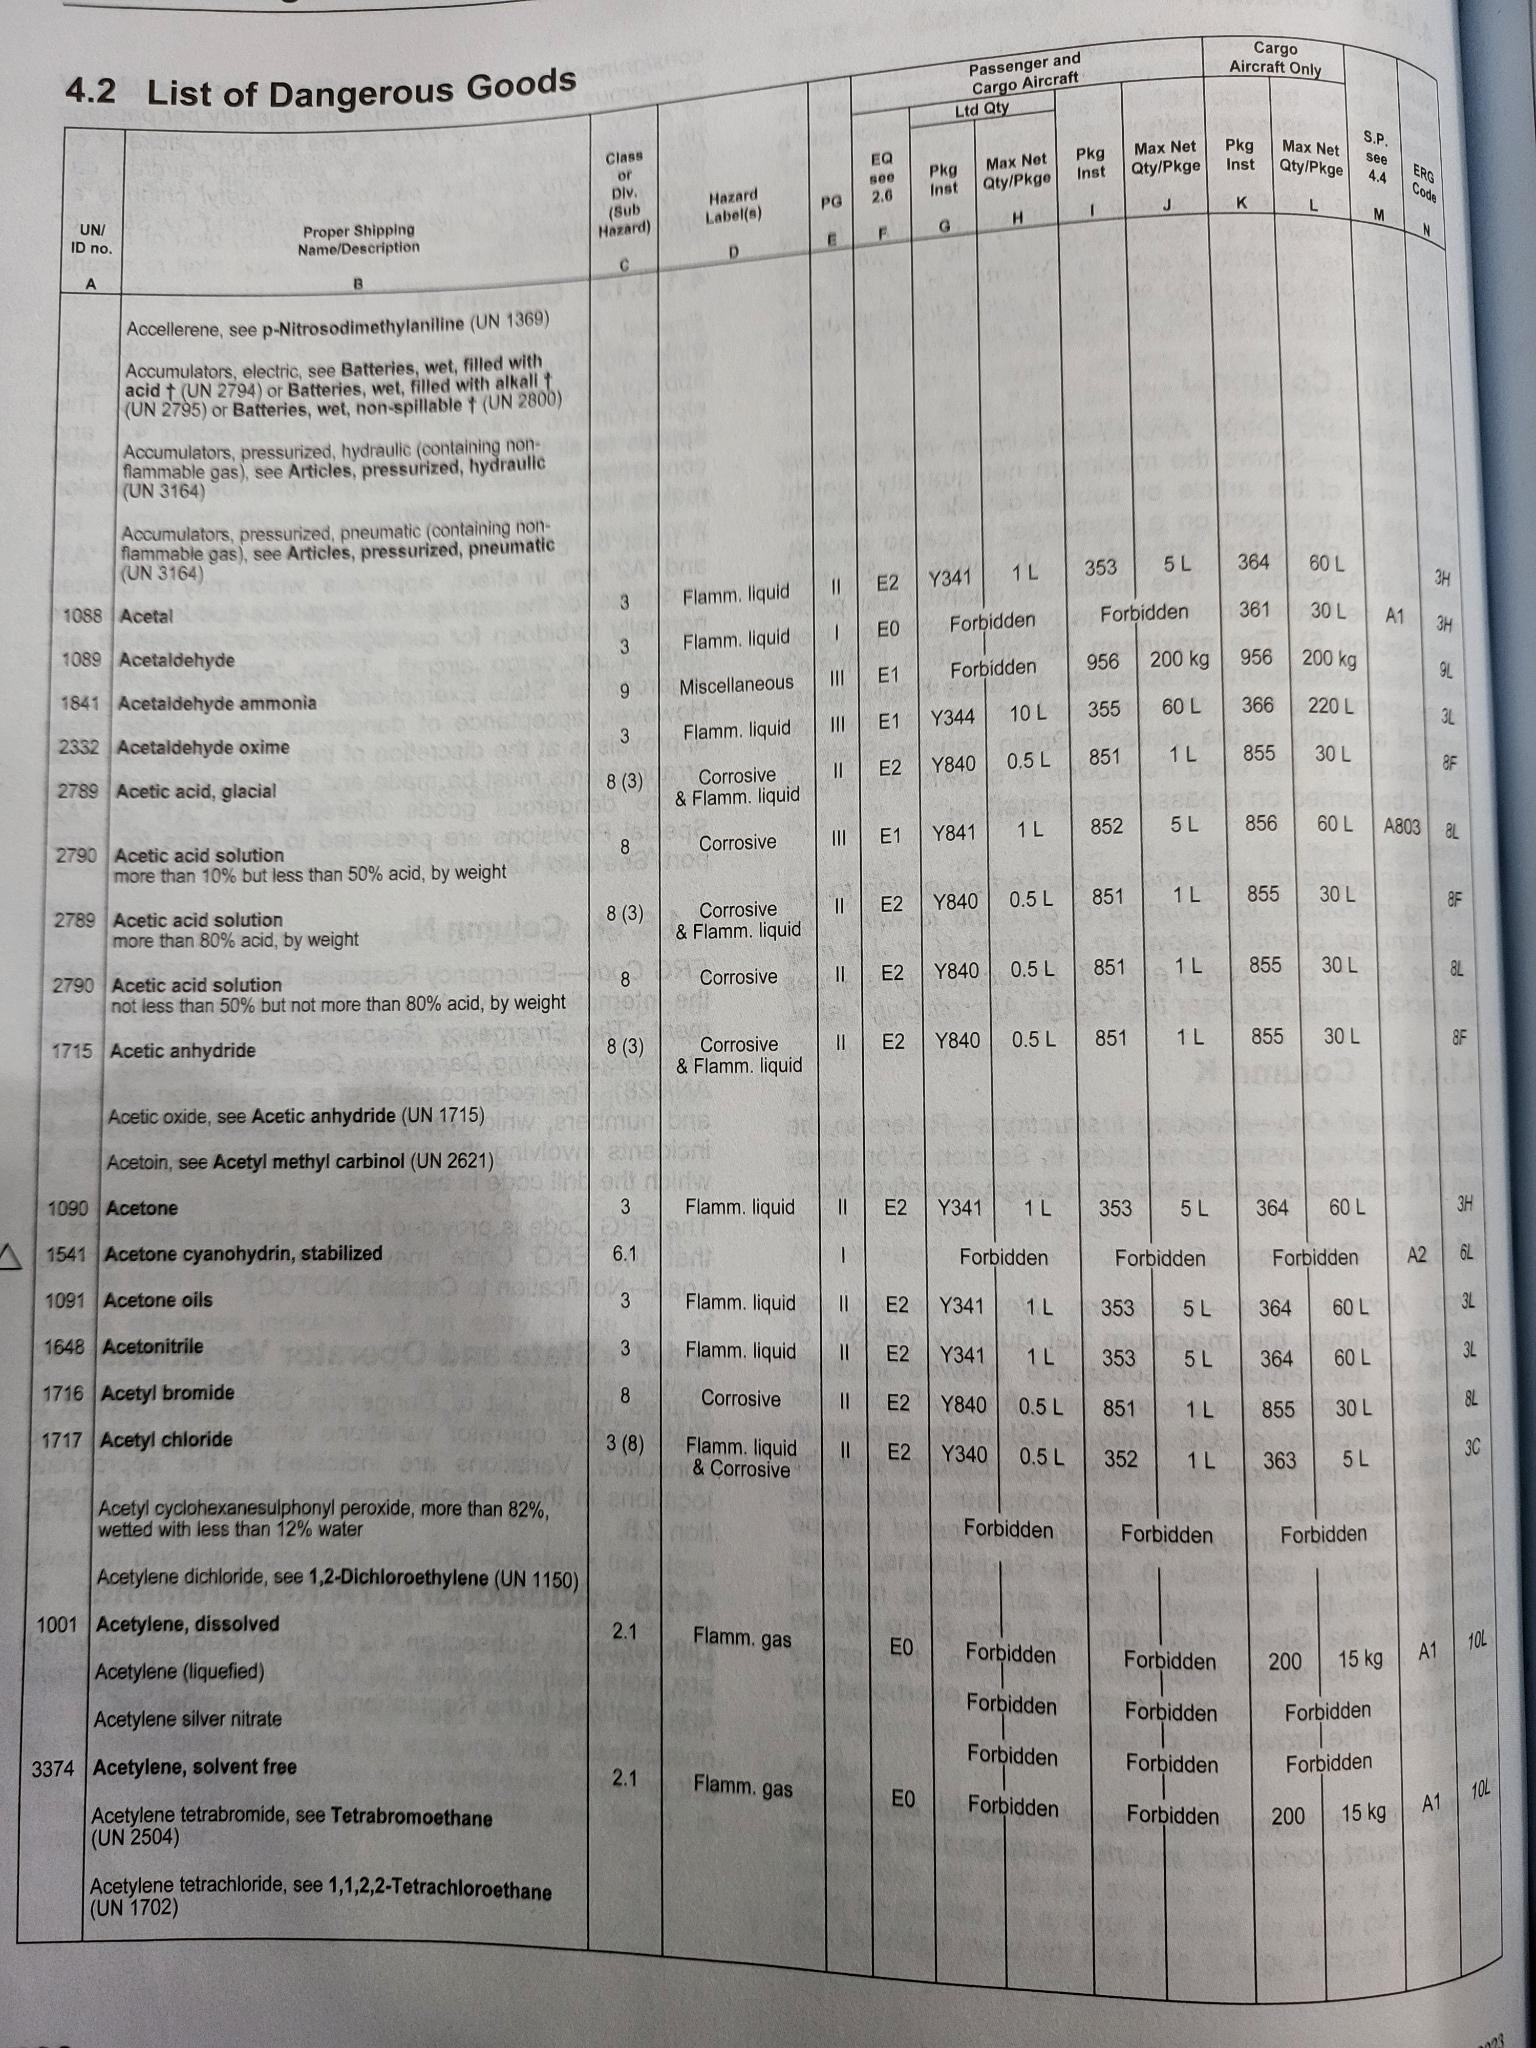 4.2 List of Dangerous Goods
Passenger and
Cargo Aircraft
Cargo
Aircraft Only
Ltd Qty
UN/
ID no.
Proper Shipping
Name/Description
Class
or
Div.
(Sub
Hazard)
Hazard
Label(s)
PG
EQ
see
2.6
Pkg
Inst
Max Net
Qty/Pkge
Pkg
Inst
Max Net
Qty/Pkge
Pkg
Inst
Max Net
Qty/Pkge
S.P.
see
4.4
ERG
Code
A B C D E F G H I J K L M N
Accellerene, see p-Nitrosodimethylaniline (UN 1369)
Accumulators, electric, see Batteries, wet, filled with
acid † (UN 2794) or Batteries, wet, filled with alkali †
(UN 2795) or Batteries, wet, non-spillable † (UN 2800)
Accumulators, pressurized, hydraulic (containing non-
flammable gas), see Articles, pressurized, hydraulic
(UN 3164)
Accumulators, pressurized, pneumatic (containing non-
flammable gas), see Articles, pressurized, pneumatic
(UN 3164)
1088 Acetal 3 Flamm. liquid II E2 Y341 1 L 353 5 L 364 60 L 3H
1089 Acetaldehyde 3 Flamm. liquid I E0 Forbidden Forbidden 361 30 L A1 3H
1841 Acetaldehyde ammonia 9 Miscellaneous III E1 Forbidden 956 200 kg 956 200 kg 9L
2332 Acetaldehyde oxime 3 Flamm. liquid III E1 Y344 10 L 355 60 L 366 220 L 3L
2789 Acetic acid, glacial 8 (3) Corrosive II E2 Y840 0.5 L 851 1 L 855 30 L 8F
& Flamm. liquid
2790 Acetic acid solution 8 Corrosive III E1 Y841 1 L 852 5 L 856 60 L A803 8L
more than 10% but less than 50% acid, by weight
2789 Acetic acid solution 8 (3) Corrosive II E2 Y840 0.5 L 851 1 L 855 30 L 8F
more than 80% acid, by weight & Flamm. liquid
2790 Acetic acid solution 8 Corrosive II E2 Y840 0.5 L 851 1 L 855 30 L 8L
not less than 50% but not more than 80% acid, by weight
1715 Acetic anhydride 8 (3) Corrosive II E2 Y840 0.5 L 851 1 L 855 30 L 8F
& Flamm. liquid
Acetic oxide, see Acetic anhydride (UN 1715)
Acetoin, see Acetyl methyl carbinol (UN 2621)
1090 Acetone 3 Flamm. liquid II E2 Y341 1 L 353 5 L 364 60 L 3H
△ 1541 Acetone cyanohydrin, stabilized 6.1 I Forbidden Forbidden Forbidden A2 6L
1091 Acetone oils 3 Flamm. liquid II E2 Y341 1 L 353 5 L 364 60 L 3L
1648 Acetonitrile 3 Flamm. liquid II E2 Y341 1 L 353 5 L 364 60 L 3L
1716 Acetyl bromide 8 Corrosive II E2 Y840 0.5 L 851 1 L 855 30 L 8L
1717 Acetyl chloride 3 (8) Flamm. liquid II E2 Y340 0.5 L 352 1 L 363 5 L 3C
& Corrosive
Acetyl cyclohexanesulphonyl peroxide, more than 82%, Forbidden Forbidden Forbidden
wetted with less than 12% water
Acetylene dichloride, see 1,2-Dichloroethylene (UN 1150)
1001 Acetylene, dissolved 2.1 Flamm. gas E0 Forbidden Forbidden 200 15 kg A1 10L
Acetylene (liquefied) Forbidden Forbidden Forbidden
Acetylene silver nitrate Forbidden Forbidden Forbidden
3374 Acetylene, solvent free 2.1 Flamm. gas E0 Forbidden Forbidden 200 15 kg A1 10L
Acetylene tetrabromide, see Tetrabromoethane
(UN 2504)
Acetylene tetrachloride, see 1,1,2,2-Tetrachloroethane
(UN 1702)